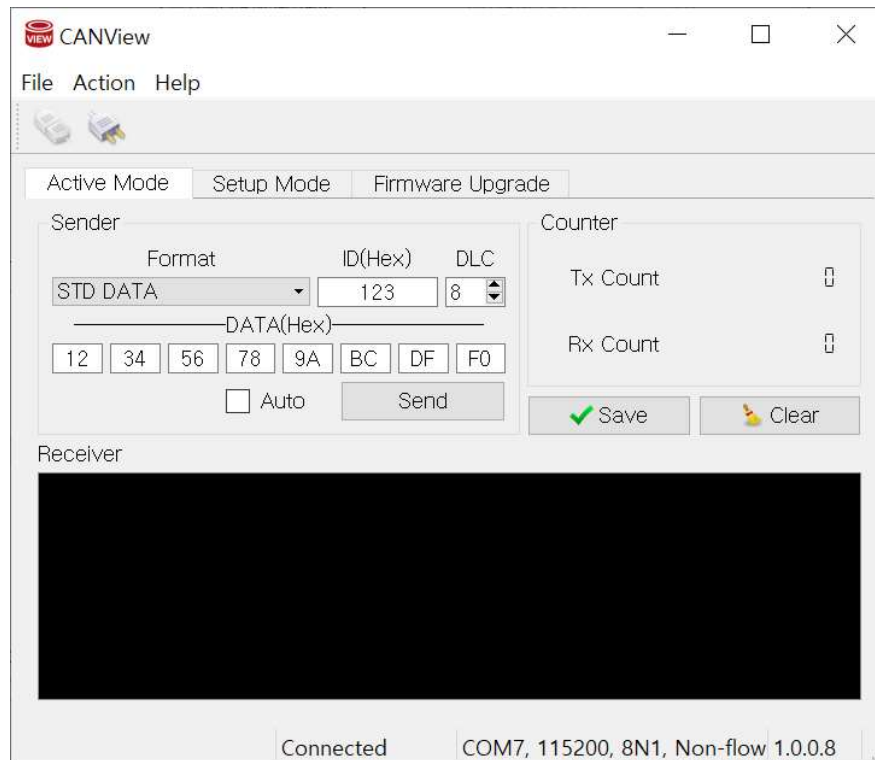 VIEW CANView
File Action Help
Active Mode Setup Mode Firmware Upgrade
Sender
Format ID(Hex) DLC
STD DATA 123 8
DATA(Hex)
12 34 56 78 9A BC DF F0
Auto Send
Counter
Tx Count 0
Rx Count 0
Save Clear
Receiver
Connected COM7, 115200, 8N1, Non-flow 1.0.0.8